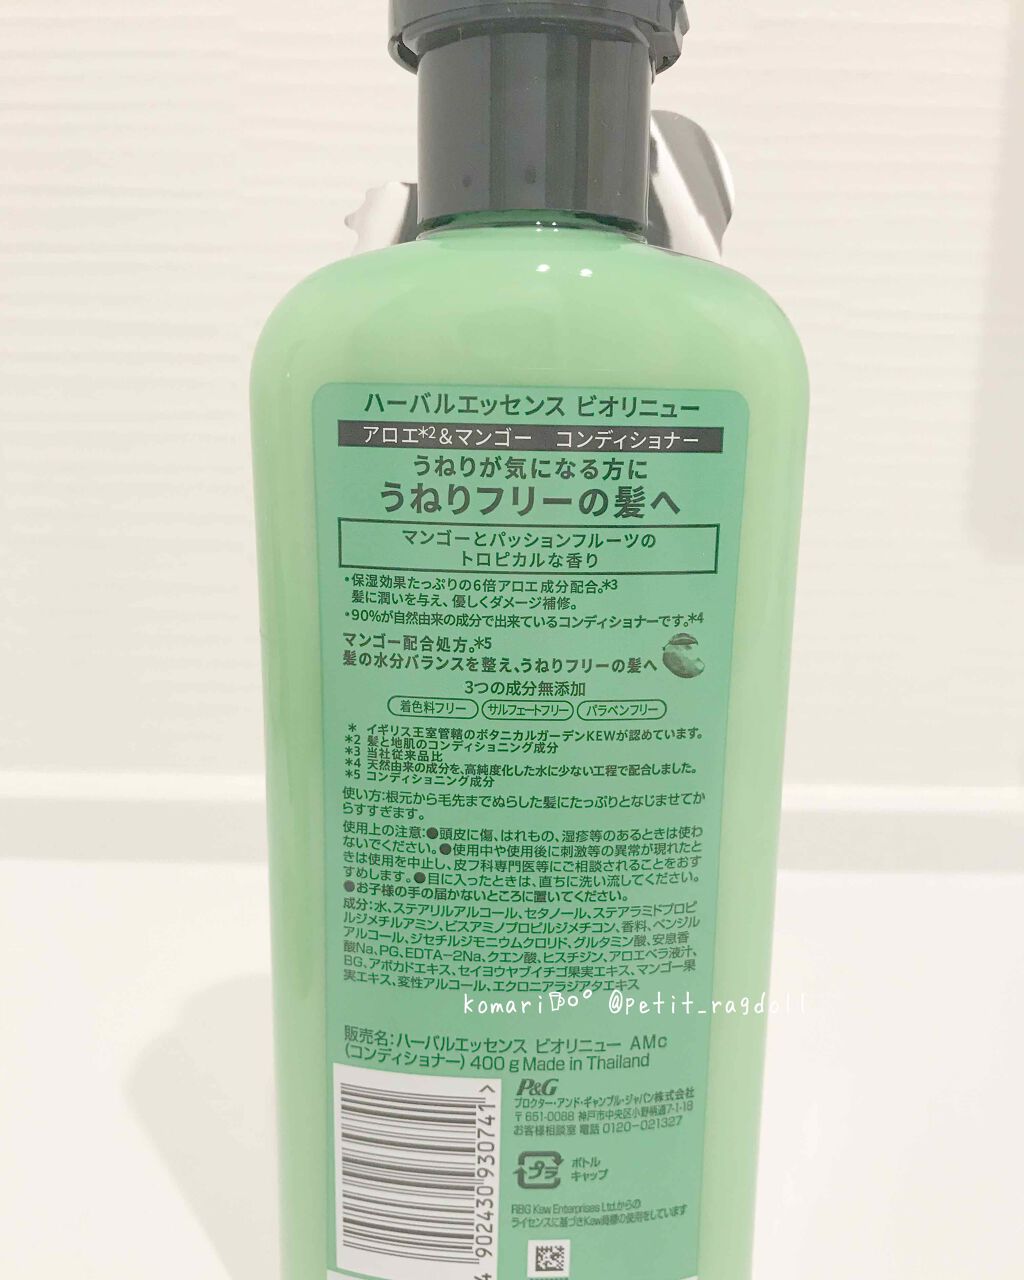 ハーバルエッセンス ビオリニュー
アロエ*2&マンゴー　コンディショナー
うねりが気になる方に
うねりフリーの髪へ
マンゴーとパッションフルーツの
トロピカルな香り
・保湿効果たっぷりの6倍アロエ成分配合。*3
髪に潤いを与え、優しくダメージ補修。
・90%が自然由来の成分で出来ているコンディショナーです。*4
マンゴー配合処方。*5
髪の水分バランスを整え、うねりフリーの髪へ
3つの成分無添加
着色料フリー サルフェートフリー パラベンフリー
* イギリス王室管轄のボタニカルガーデンKEWが認めています。
*2 髪と地肌のコンディショニング成分
*3 当社従来品比
*4 天然由来の成分を、高純度化した水に少ない工程で配合しました。
*5 コンディショニング成分
使い方:根元から毛先までぬらした髪にたっぷりとなじませてか
らすすぎます。
使用上の注意:●頭皮に傷、はれもの、湿疹等のあるときは使わ
ないでください。●使用中や使用後に刺激等の異常が現れたと
きは使用を中止し、皮フ科専門医等にご相談されることをおす
すめします。●目に入ったときは、直ちに洗い流してください。
●お子様の手の届かないところに置いてください。
成分:水、ステアリルアルコール、セタノール、ステアラミドプロピ
ルジメチルアミン、ビスアミノプロピルジメチコン、香料、ベンジル
アルコール、ジセチルジモニウムクロリド、グルタミン酸、安息香
酸Na、PG、EDTA-2Na、クエン酸、ヒスチジン、アロエベラ液汁、
BG、アボカドエキス、セイヨウヤブイチゴ果実エキス、マンゴー果
実エキス、変性アルコール、エクロニアラジアタエキス
komari @petit_ragdoll
販売名:ハーバルエッセンス ビオリニュー AMc
(コンディショナー) 400 g Made in Thailand
P&G
プロクター・アンド・ギャンブル・ジャパン株式会社
〒651-0088 神戸市中央区小野柄通7-1-18
お客様相談室 電話 0120-021327
プラ
ボトル
キャップ
RBG Kew Enterprises Ltd.からの
ライセンスに基づきKew商標の使用をしています
4 902430 930741 >